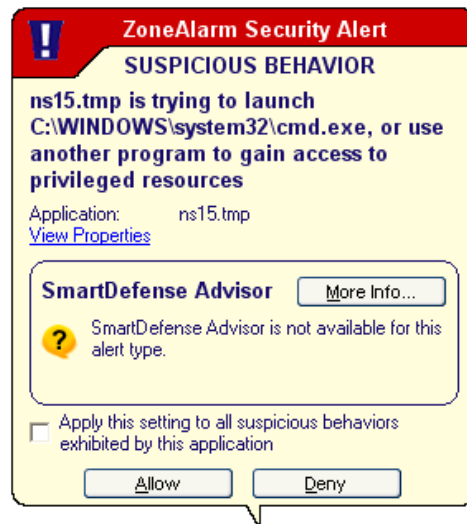 ZoneAlarm Security Alert
SUSPICIOUS BEHAVIOR
ns15.tmp is trying to launch
C:\WINDOWS\system32\cmd.exe, or use
another program to gain access to
privileged resources
Application: ns15.tmp
View Properties
SmartDefense Advisor More Info...
SmartDefense Advisor is not available for this
alert type.
Apply this setting to all suspicious behaviors
exhibited by this application
Allow Deny